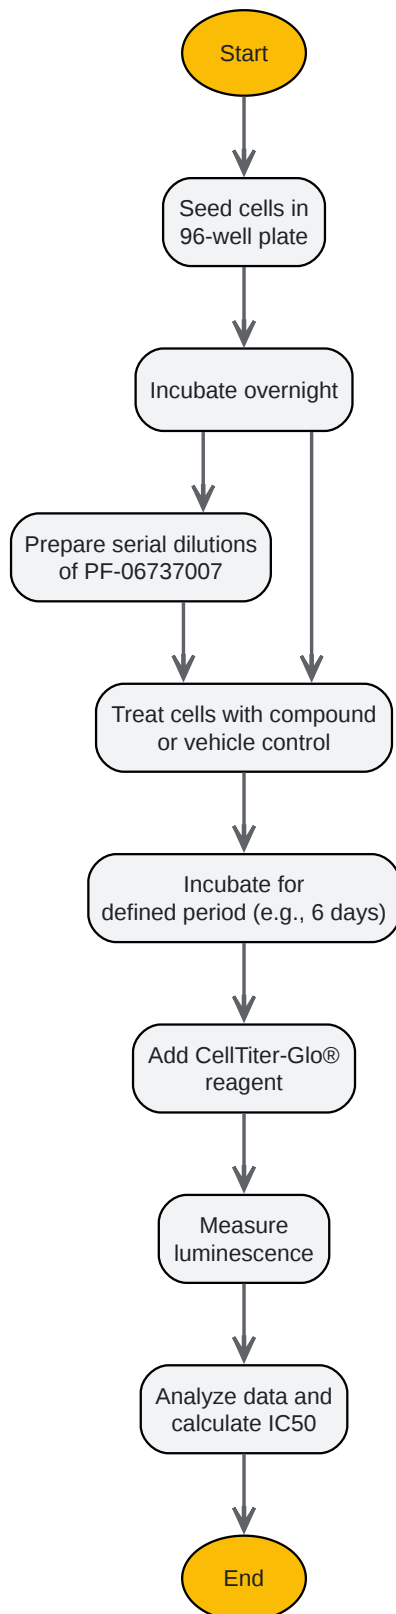 Start
Seed cells in
96-well plate
Incubate overnight
Prepare serial dilutions
of PF-06737007
Treat cells with compound
or vehicle control
Incubate for
defined period (e.g., 6 days)
Add CellTiter-Glo®
reagent
Measure
luminescence
Analyze data and
calculate IC50
End